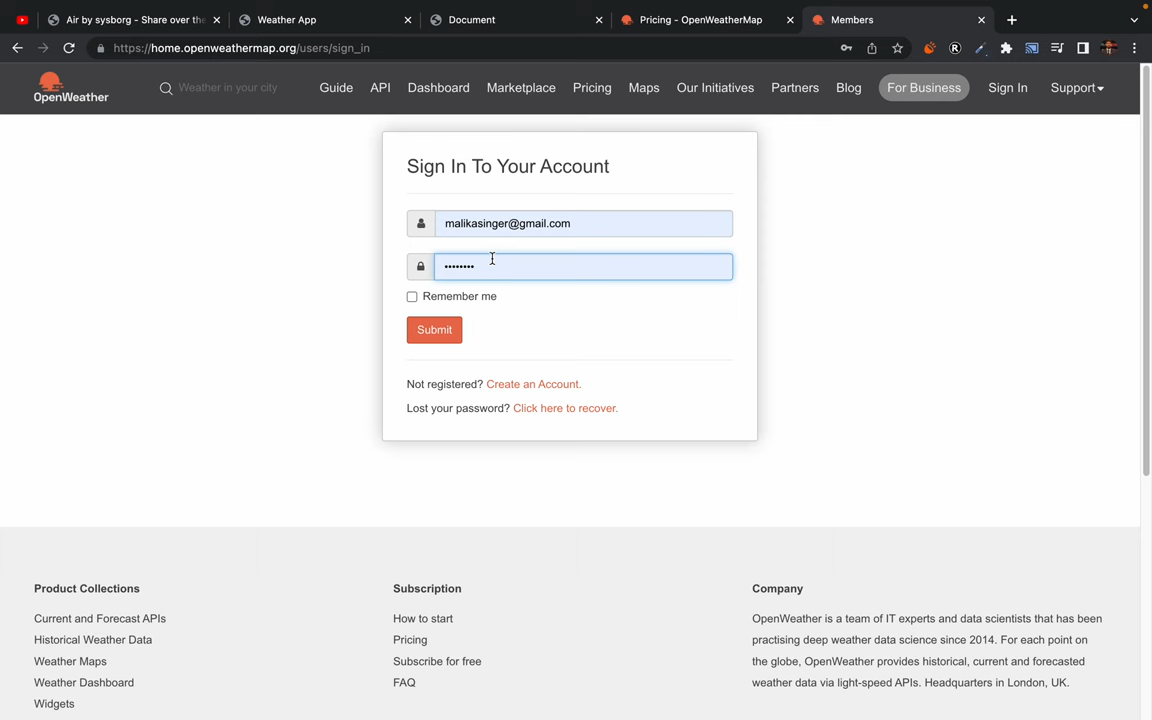 Air by sysborg - Share over the
Weather App
Document
Pricing - OpenWeatherMap
Members
https://home.openweathermap.org/users/sign_in
OpenWeather
Weather in your city
Guide
API
Dashboard
Marketplace
Pricing
Maps
Our Initiatives
Partners
Blog
For Business
Sign In
Support
Sign In To Your Account
malikasinger@gmail.com
••••••••
Remember me
Submit
Not registered? Create an Account.
Lost your password? Click here to recover.
Product Collections
Current and Forecast APIs
Historical Weather Data
Weather Maps
Weather Dashboard
Widgets
Subscription
How to start
Pricing
Subscribe for free
FAQ
Company
OpenWeather is a team of IT experts and data scientists that has been
practising deep weather data science since 2014. For each point on
the globe, OpenWeather provides historical, current and forecasted
weather data via light-speed APIs. Headquarters in London, UK.